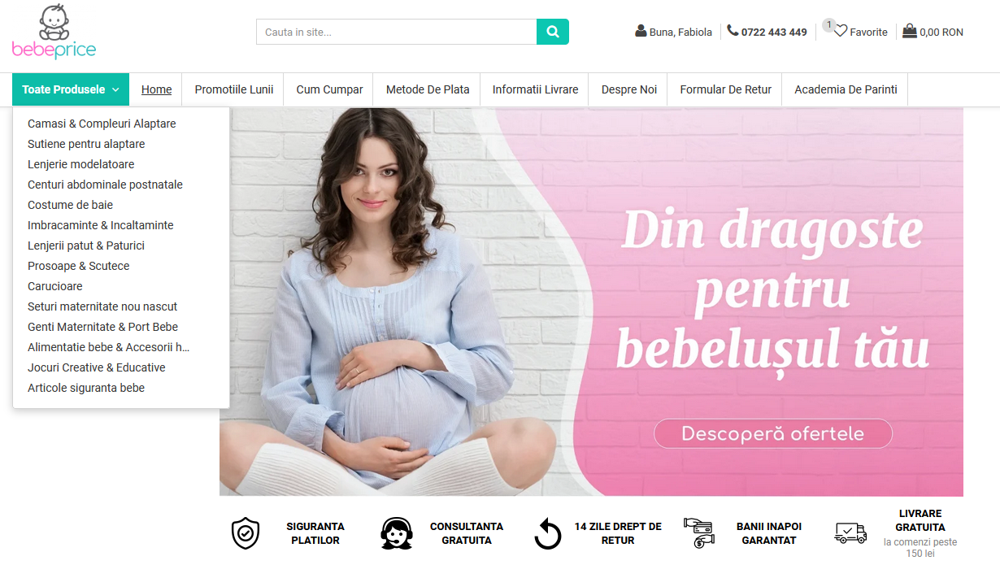 bebeprice
Cauta in site...
Buna, Fabiola
0722 443 449
1
Favorite
0,00 RON
Toate Produsele
Home
Promotiile Lunii
Cum Cumpar
Metode De Plata
Informatii Livrare
Despre Noi
Formular De Retur
Academia De Parinti
Camasi & Compleuri Alaptare
Sutiene pentru alaptare
Lenjerie modelatoare
Centuri abdominale postnatale
Costume de baie
Imbracaminte & Incaltaminte
Lenjerii patut & Paturici
Prosoape & Scutece
Carucioare
Seturi maternitate nou nascut
Genti Maternitate & Port Bebe
Alimentatie bebe & Accesorii h...
Jocuri Creative & Educative
Articole siguranta bebe
Din dragoste
pentru
bebelușul tău
Descoperă ofertele
SIGURANTA
PLATILOR
CONSULTANTA
GRATUITA
14 ZILE DREPT DE
RETUR
BANII INAPOI
GARANTAT
LIVRARE
GRATUITA
la comenzi peste
150 lei